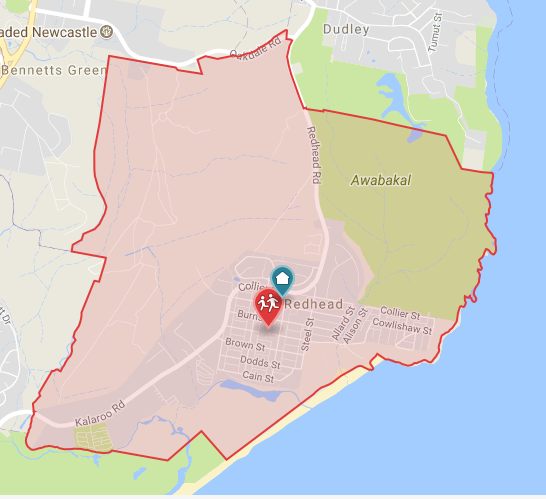 aded Newcastle
Bennetts Green
Oakdale Rd
Dudley
Tumut St
Redhead Rd
Awabakal
Collier
Redhead
Burn
Steel St
Allard St
Alison St
Collier St
Cowlishaw St
Brown St
Dodds St
Cain St
Kalaroo Rd
t Dr